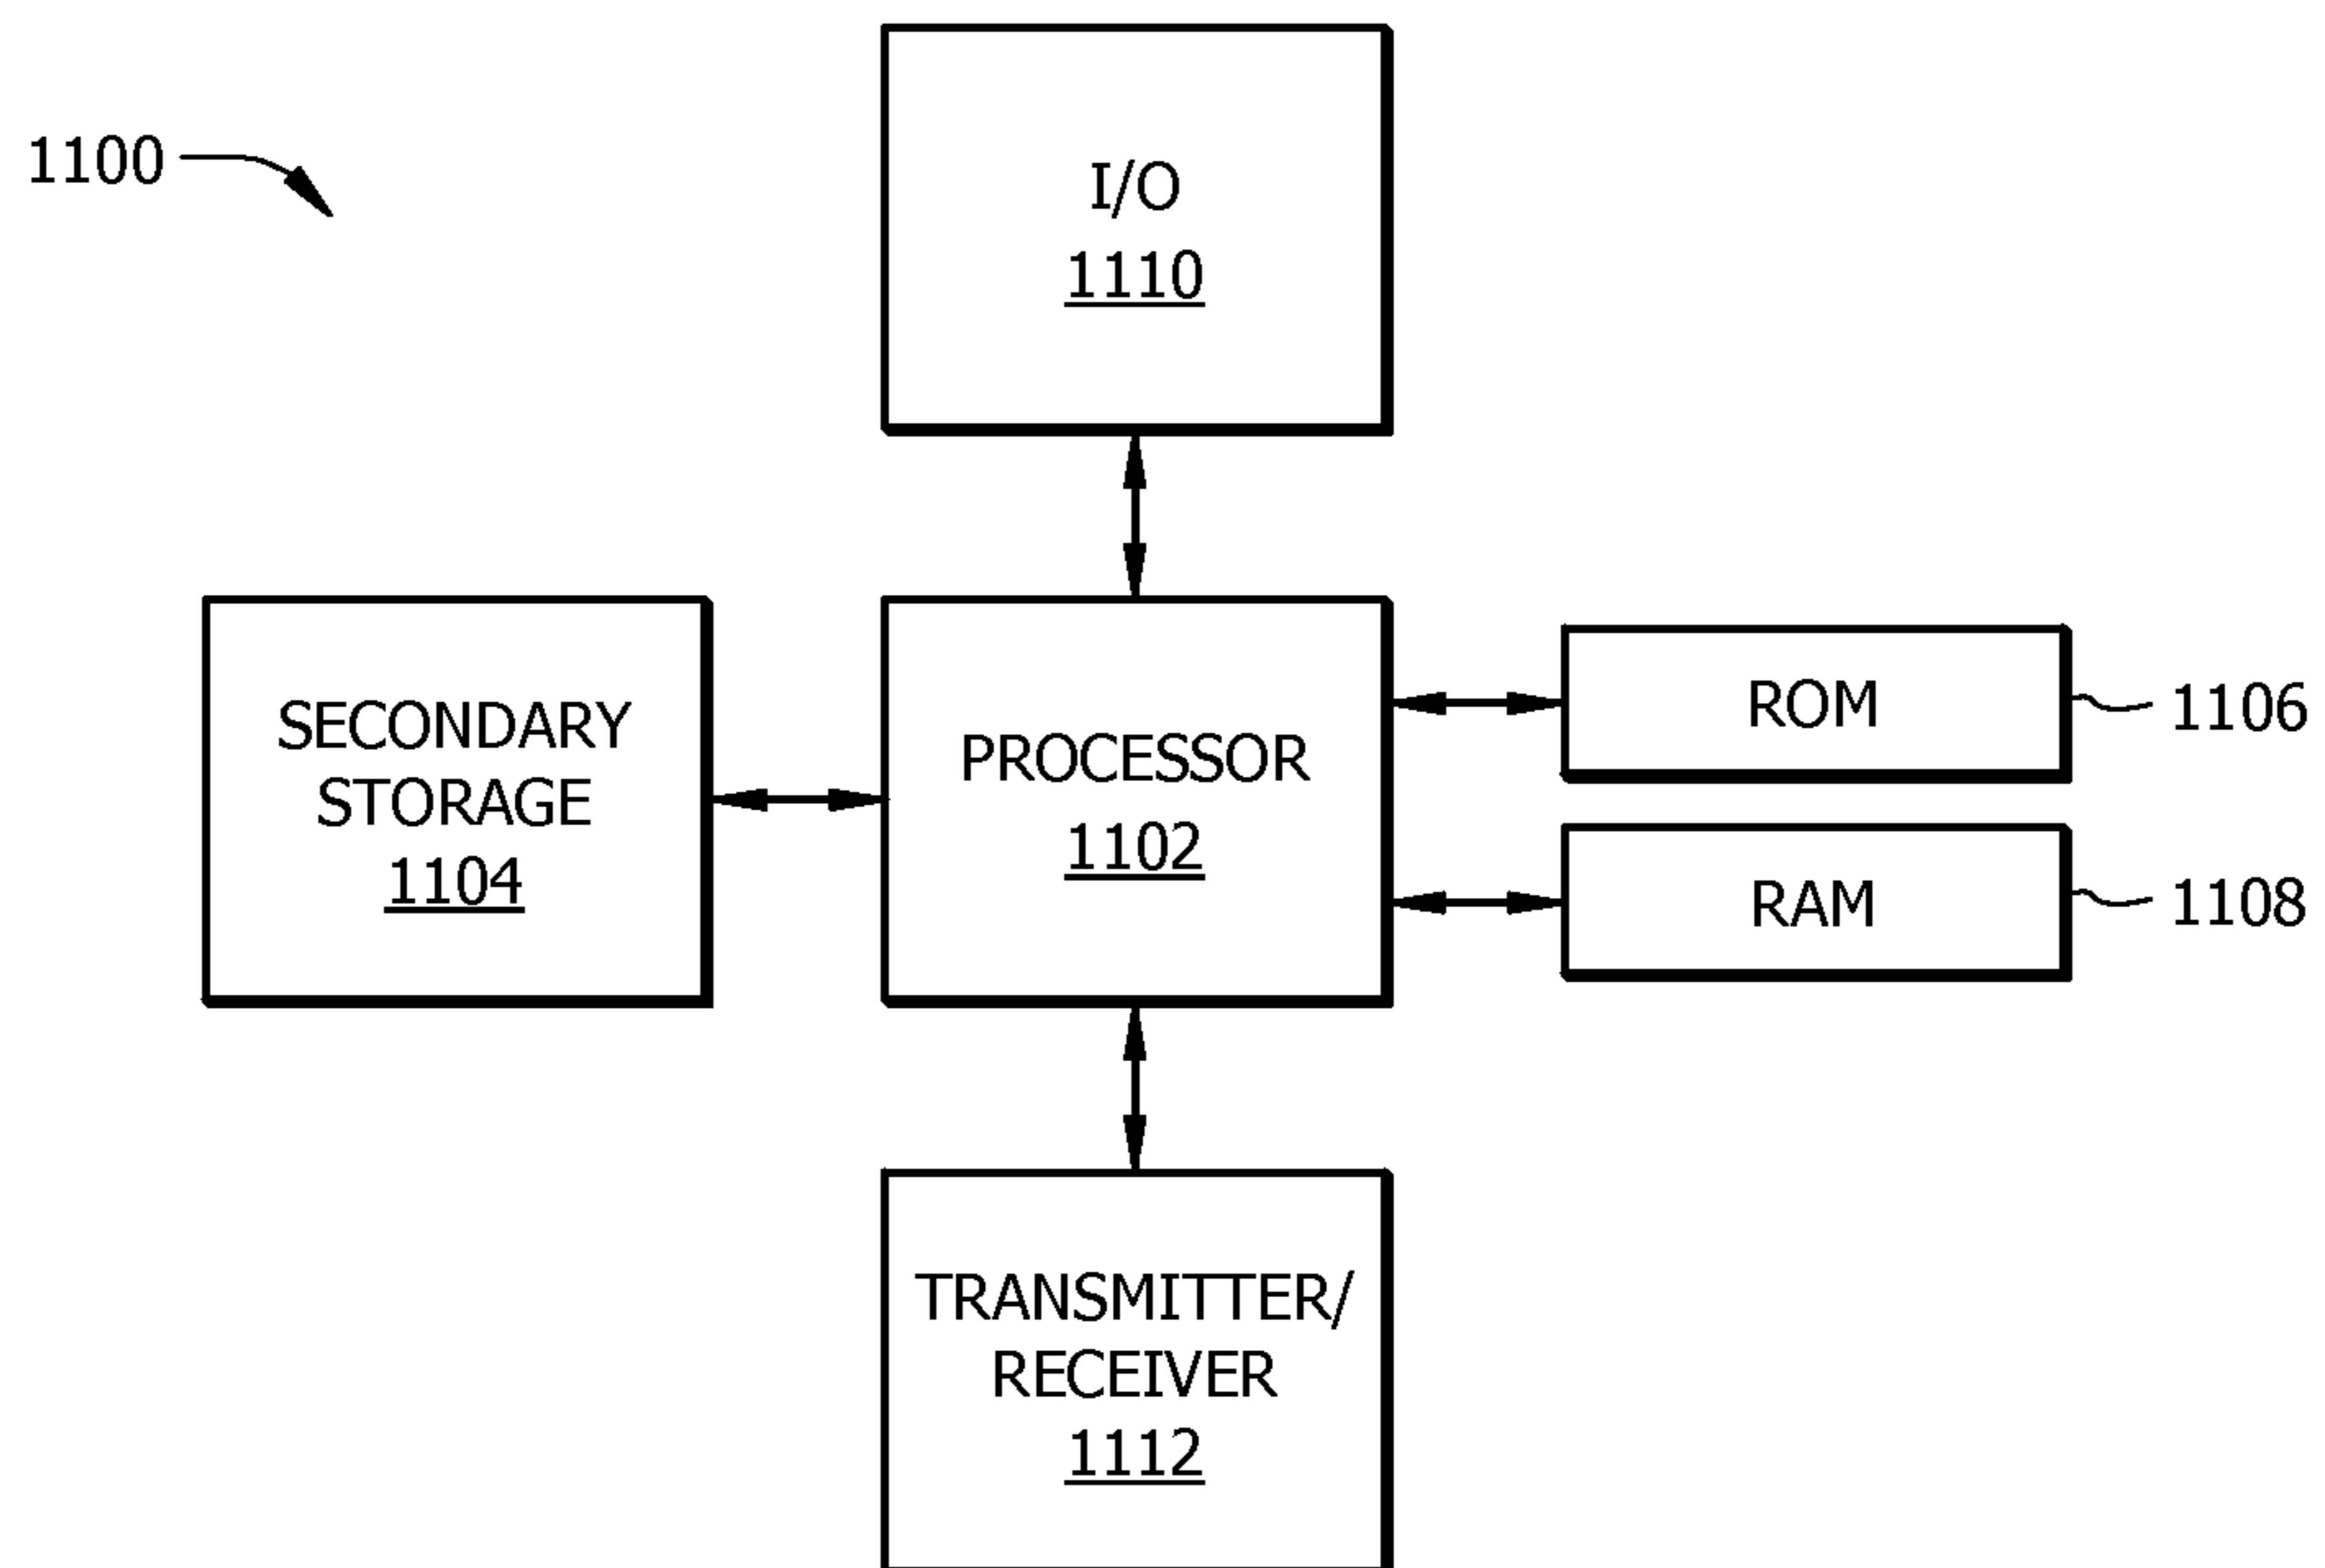 1100
I/O
1110
SECONDARY
STORAGE
1104
PROCESSOR
1102
ROM
1106
RAM
1108
TRANSMITTER/
RECEIVER
1112